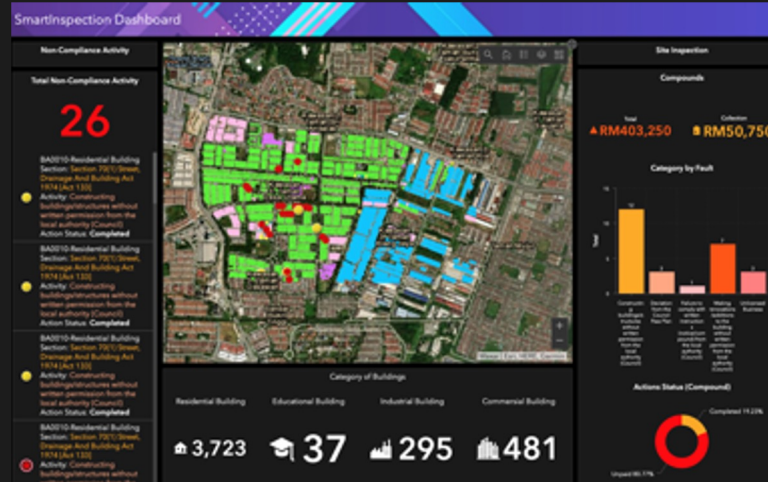 SmartInspection Dashboard
Non Compliance Activity
Total Non-Compliance Activity
26
BA0010-Residential Building
Section: Section 70(1) Street,
Drainage And Building Act
1974 [Act 133]
Activity: Constructing
buildings/structures without
written permission from the
local authority (Council)
Action Status: Completed
BA0010-Residential Building
Section: Section 70(1) Street,
Drainage And Building Act
1974 [Act 133]
Activity: Constructing
buildings/structures without
written permission from the
local authority (Council)
Action Status: Completed
BA0010-Residential Building
Section: Section 70(1) Street,
Drainage And Building Act
1974 [Act 133]
Activity: Constructing
buildings/structures without
written permission from the
local authority (Council)
Action Status: Completed
BA0010-Residential Building
Section: Section 70(1) Street,
Drainage And Building Act
1974 [Act 133]
Activity: Constructing
buildings/structures without
written permission from the
Category of Buildings
Residential Building
3,723
Educational Building
37
Industrial Building
295
Commercial Building
481
Site Inspection
Compounds
Total
RM403,250
Collection
RM50,750
Category by Fault
Total
12
3
1
7
3
Actions Status (Compound)
Completed 19.23%
Unpaid 80.77%